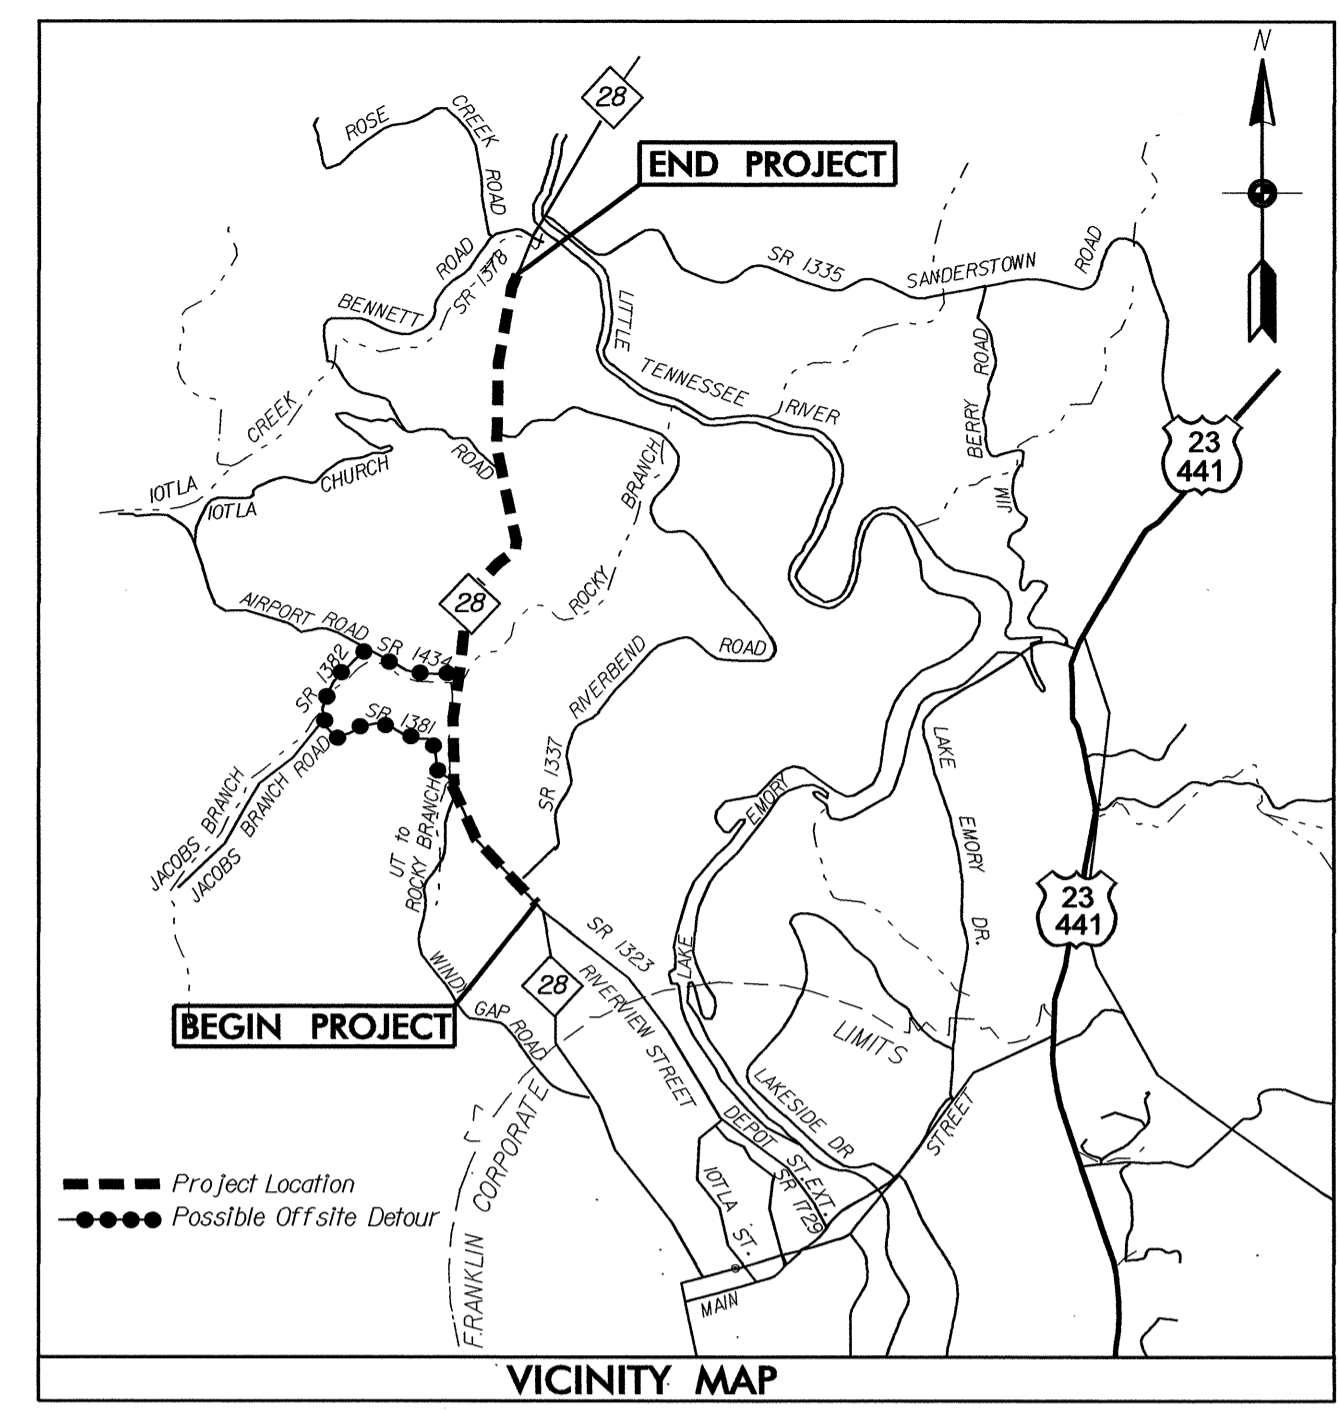 N
28
END PROJECT
ROSE
CREEK
ROAD
BENNETT
ROAD
SR 1378
SR 1335
SANDERSTOWN
ROAD
LITTLE
TENNESSEE
RIVER
BERRY ROAD
JIM
23
441
CREEK
IOTLA
IOTLA
CHURCH
ROAD
BRANCH
ROCKY
28
AIRPORT ROAD
SR 1434
SR 1382
SR 1381
RIVERBEND
ROAD
SR 1337
JACOBS BRANCH
JACOBS
BRANCH ROAD
UT to
ROCKY BRANCH
LAKE
EMORY
DR.
EMORY
LAKE
23
441
SR 1323
RIVERVIEW STREET
28
WINDY
GAP ROAD
BEGIN PROJECT
LIMITS
LAKESIDE DR
STREET
DEPOT
ST. EXT.
SR 1729
IOTLA ST.
MAIN
FRANKLIN CORPORATE
Project Location
Possible Offsite Detour
VICINITY MAP